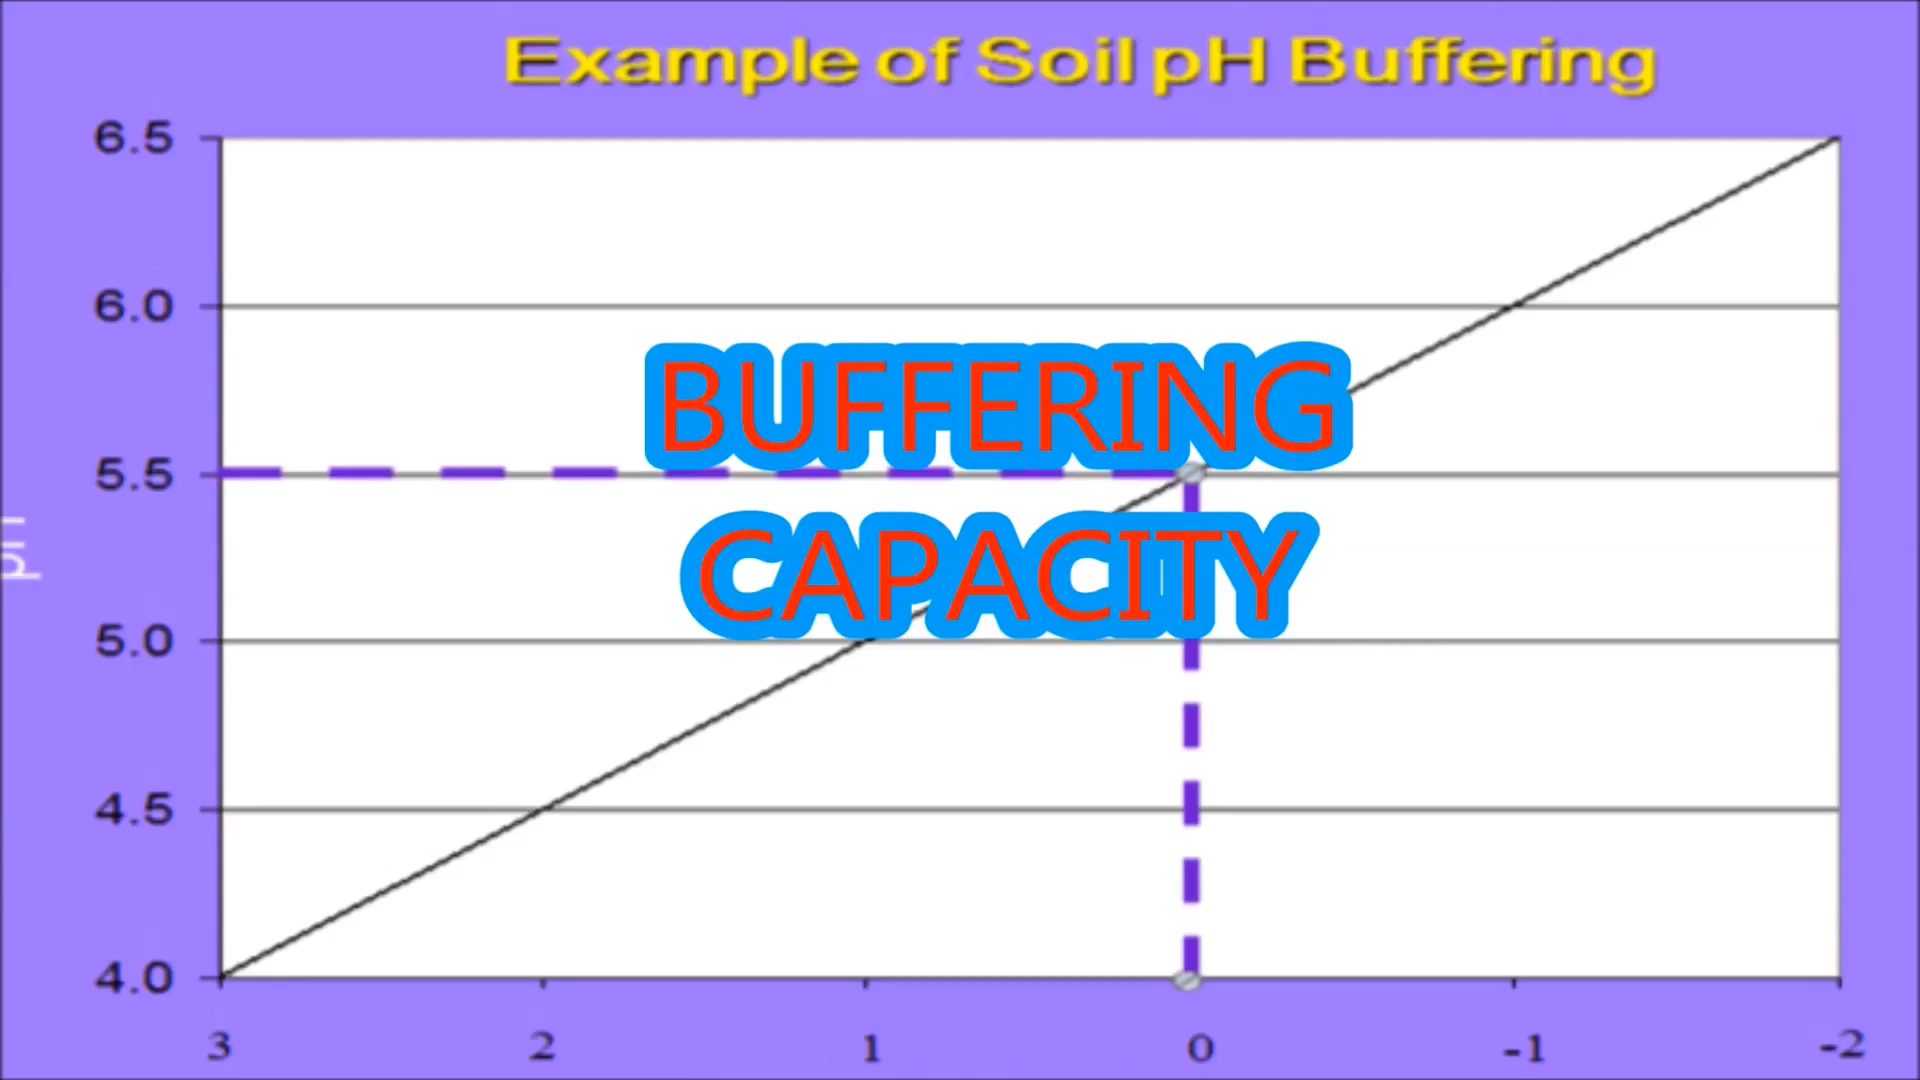 Example of Soil pH Buffering
6.5
6.0
BUFFERING
5.5
CAPACITY
pH
5.0
4.5
4.0
3 2 1 0 -1 -2